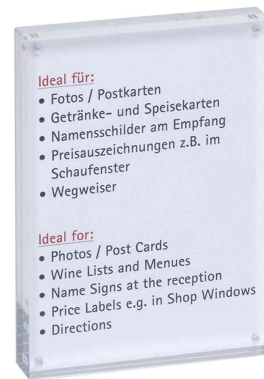 Ideal für:
• Fotos / Postkarten
• Getränke- und Speisekarten
• Namensschilder am Empfang
• Preisauszeichnungen z.B. im
Schaufenster
• Wegweiser
Ideal for:
• Photos / Post Cards
• Wine Lists and Menues
• Name Signs at the reception
• Price Labels e.g. in Shop Windows
• Directions